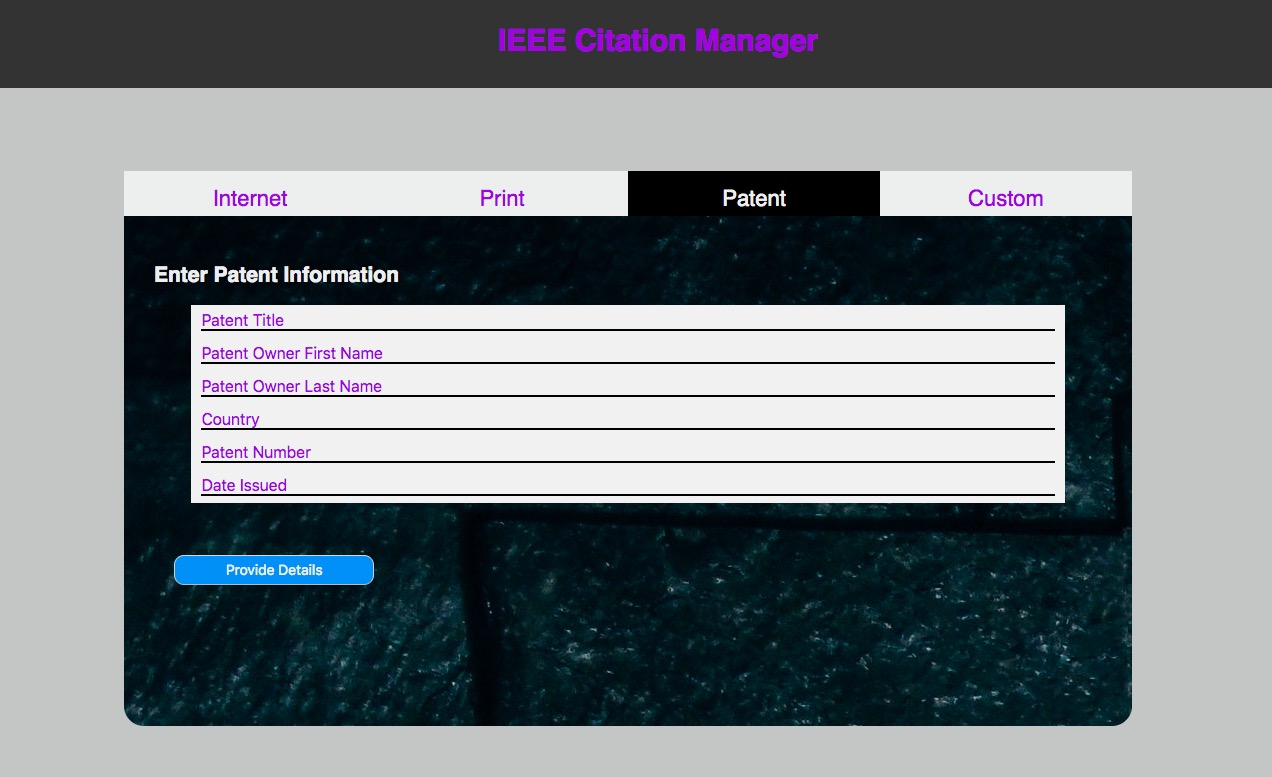 IEEE Citation Manager
Internet Print Patent Custom
Enter Patent Information
Patent Title
Patent Owner First Name
Patent Owner Last Name
Country
Patent Number
Date Issued
Provide Details